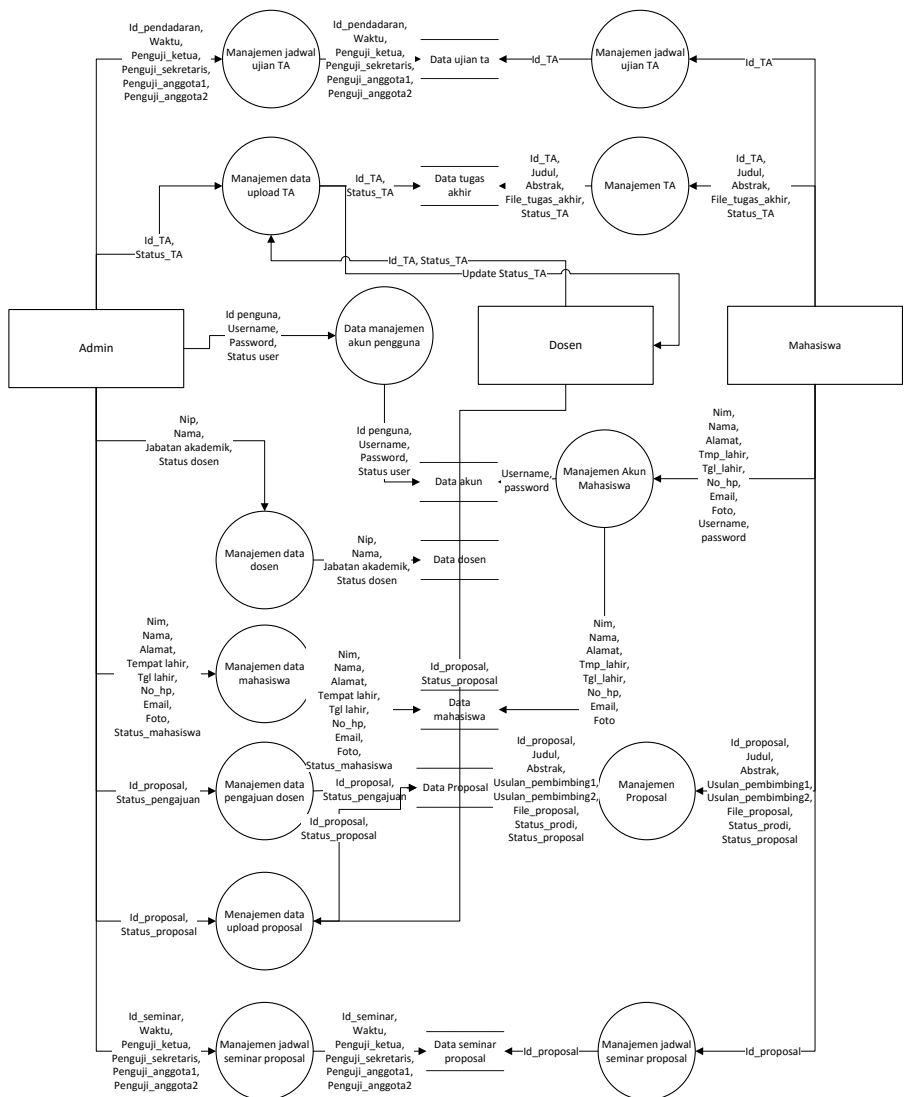 Id_pendadaran,
Waktu,
Penguji_ketua,
Penguji_sekretaris,
Penguji_anggota1,
Penguji_anggota2
Manajemen jadwal
ujian TA
Id_pendadaran,
Waktu,
Penguji_ketua,
Penguji_sekretaris,
Penguji_anggota1,
Penguji_anggota2
Data ujian ta
Id_TA
Manajemen jadwal
ujian TA
Id_TA
Id_TA,
Status_TA
Manajemen data
upload TA
Id_TA,
Status_TA
Data tugas
akhir
Id_TA,
Judul,
Abstrak,
File_tugas_akhir,
Status_TA
Manajemen TA
Id_TA,
Judul,
Abstrak,
File_tugas_akhir,
Status_TA
Id_TA, Status_TA
Update Status_TA
Admin
Id penguna,
Username,
Password,
Status user
Data manajemen
akun pengguna
Dosen
Mahasiswa
Nip,
Nama,
Jabatan akademik,
Status dosen
Id penguna,
Username,
Password,
Status user
Data akun
Username,
password
Manajemen Akun
Mahasiswa
Nim,
Nama,
Alamat,
Tmp_lahir,
Tgl_lahir,
No_hp,
Email,
Foto,
Username,
password
Manajemen data
dosen
Nip,
Nama,
Jabatan akademik,
Status dosen
Data dosen
Nim,
Nama,
Alamat,
Tempat lahir,
Tgl lahir,
No_hp,
Email,
Foto,
Status_mahasiswa
Manajemen data
mahasiswa
Nim,
Nama,
Alamat,
Tempat lahir,
Tgl lahir,
No_hp,
Email,
Foto,
Status_mahasiswa
Id_proposal,
Status_proposal
Data
mahasiswa
Nim,
Nama,
Alamat,
Tmp_lahir,
Tgl_lahir,
No_hp,
Email,
Foto
Id_proposal,
Status_pengajuan
Manajemen data
pengajuan dosen
Id_proposal,
Status_pengajuan
Data Proposal
Id_proposal,
Judul,
Abstrak,
Usulan_pembimbing1,
Usulan_pembimbing2,
File_proposal,
Status_prodi,
Status_proposal
Manajemen
Proposal
Id_proposal,
Judul,
Abstrak,
Usulan_pembimbing1,
Usulan_pembimbing2,
File_proposal,
Status_prodi,
Status_proposal
Id_proposal,
Status_proposal
Id_proposal,
Status_proposal
Menajemen data
upload proposal
Id_seminar,
Waktu,
Penguji_ketua,
Penguji_sekretaris,
Penguji_anggota1,
Penguji_anggota2
Manajemen jadwal
seminar proposal
Id_seminar,
Waktu,
Penguji_ketua,
Penguji_sekretaris,
Penguji_anggota1,
Penguji_anggota2
Data seminar
proposal
Id_proposal
Manajemen jadwal
seminar proposal
Id_proposal